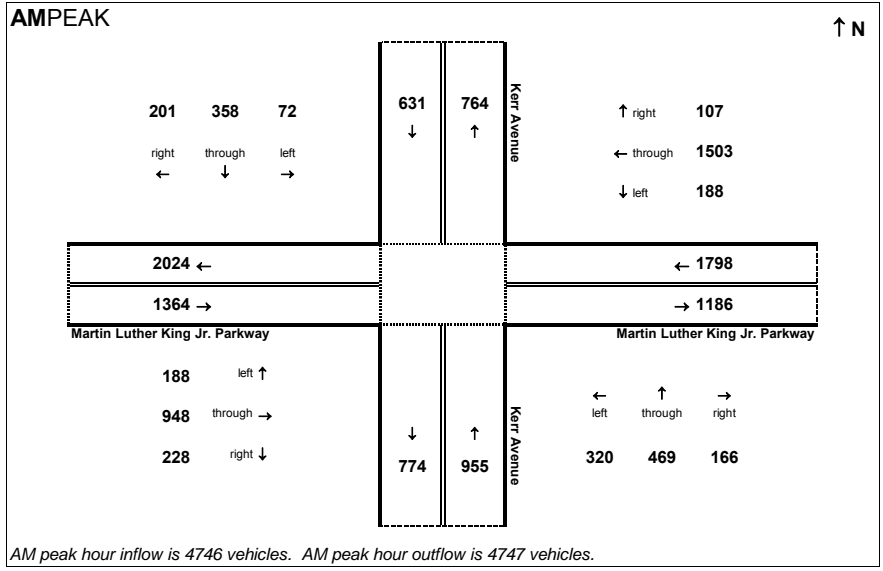 AMPEAK
↑ N
201 358 72
right through left
← ↓ →
631 764
↓ ↑
Kerr Avenue
↑ right 107
← through 1503
↓ left 188
2024 ←
1364 →
← 1798
→ 1186
Martin Luther King Jr. Parkway
Martin Luther King Jr. Parkway
188 left ↑
948 through →
228 right ↓
↓ ↑
774 955
Kerr Avenue
← ↑ →
left through right
320 469 166
AM peak hour inflow is 4746 vehicles. AM peak hour outflow is 4747 vehicles.